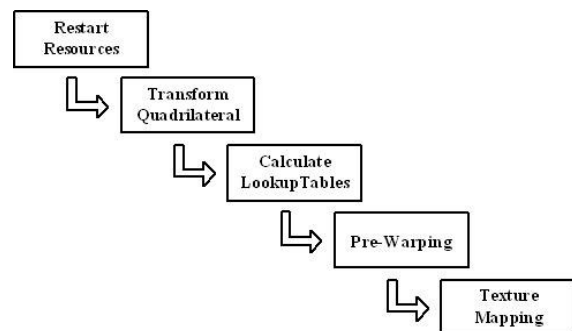 Restart
Resources
Transform
Quadrilateral
Calculate
LookupTables
Pre-Warping
Texture
Mapping